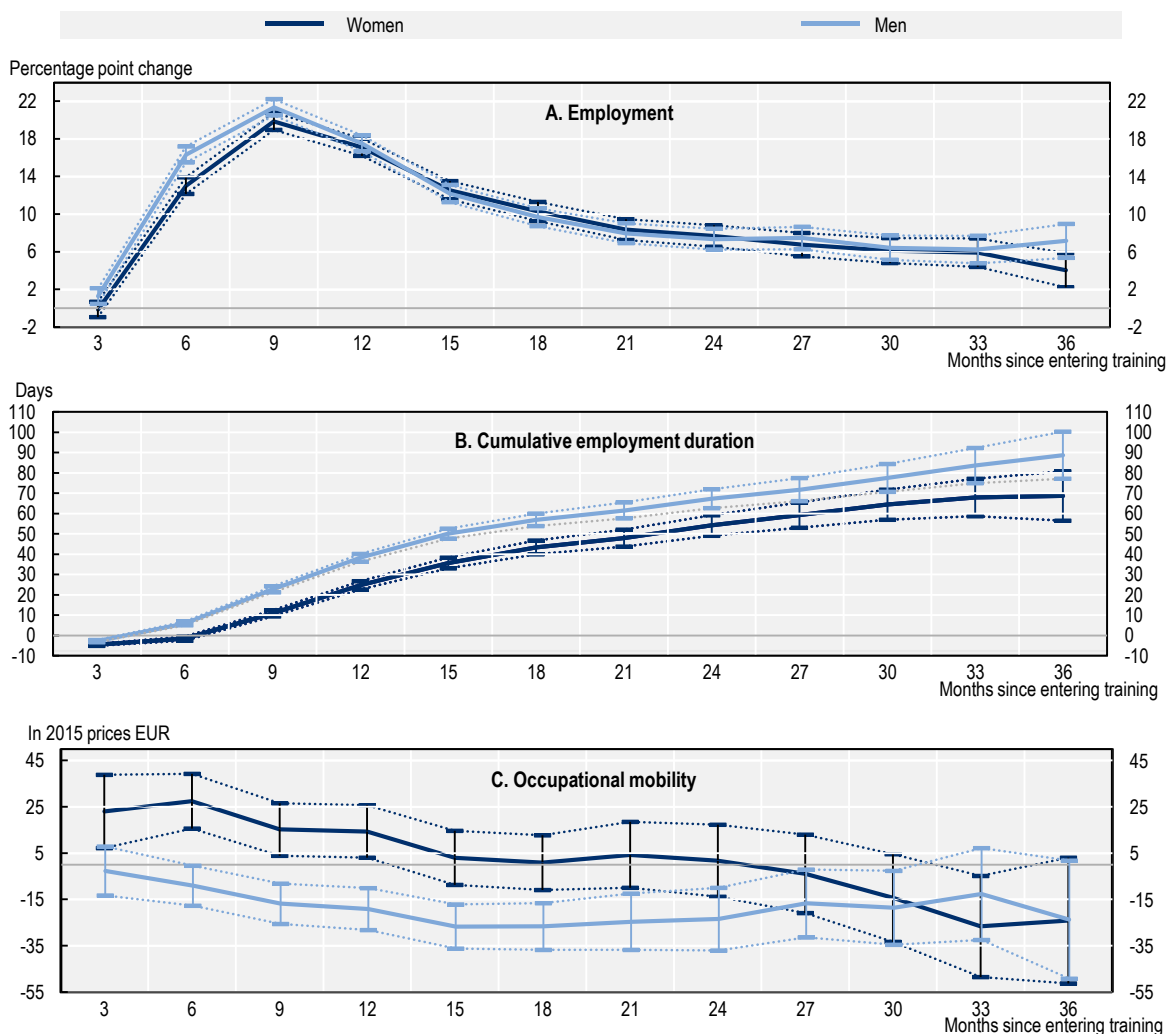 Women Men
Percentage point change
A. Employment
22 22
18 18
14 14
10 10
6 6
2 2
-2 -2
3 6 9 12 15 18 21 24 27 30 33 36
Months since entering training
Days
B. Cumulative employment duration
110 110
100 100
90 90
80 80
70 70
60 60
50 50
40 40
30 30
20 20
10 10
0 0
-10 -10
3 6 9 12 15 18 21 24 27 30 33 36
Months since entering training
In 2015 prices EUR
C. Occupational mobility
45 45
25 25
5 5
-15 -15
-35 -35
-55 -55
3 6 9 12 15 18 21 24 27 30 33 36
Months since entering training